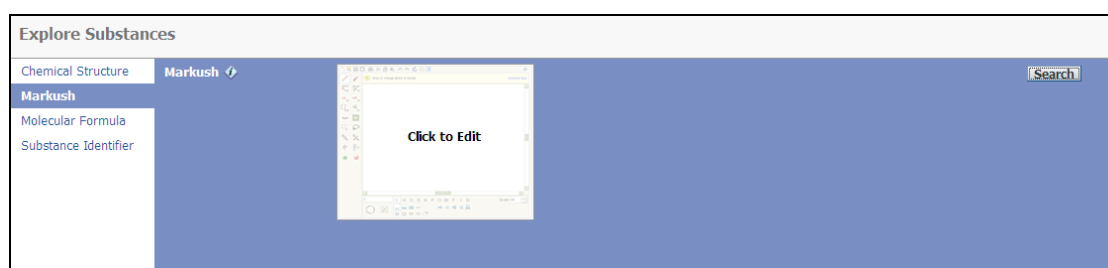 Explore Substances
Chemical Structure
Markush
Molecular Formula
Substance Identifier
Markush
Click to Edit
Search